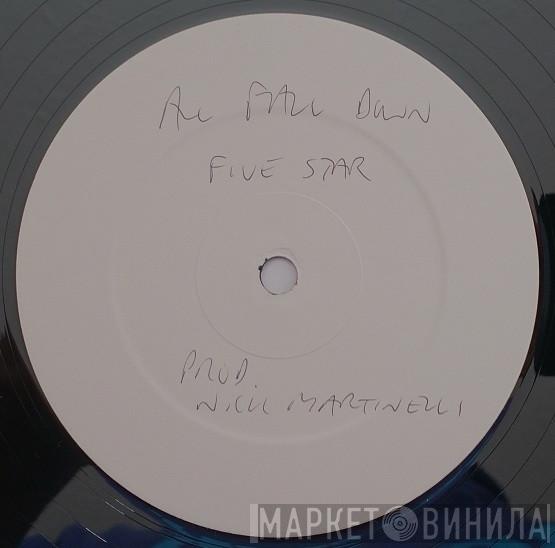 ALL FALL DOWN
FIVE STAR
PROD.
NICK MARTINELLI
МАРКЕТ ВИНИЛА